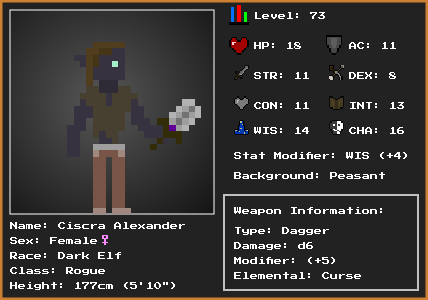 Level: 73
HP: 18 AC: 11
STR: 11 DEX: 8
CON: 11 INT: 13
WIS: 14 CHA: 16
Stat Modifier: WIS (+4)
Background: Peasant
Weapon Information:
Type: Dagger
Damage: d6
Modifier: (+5)
Elemental: Curse
Name: Ciscra Alexander
Sex: Female♀
Race: Dark Elf
Class: Rogue
Height: 177cm (5'10")